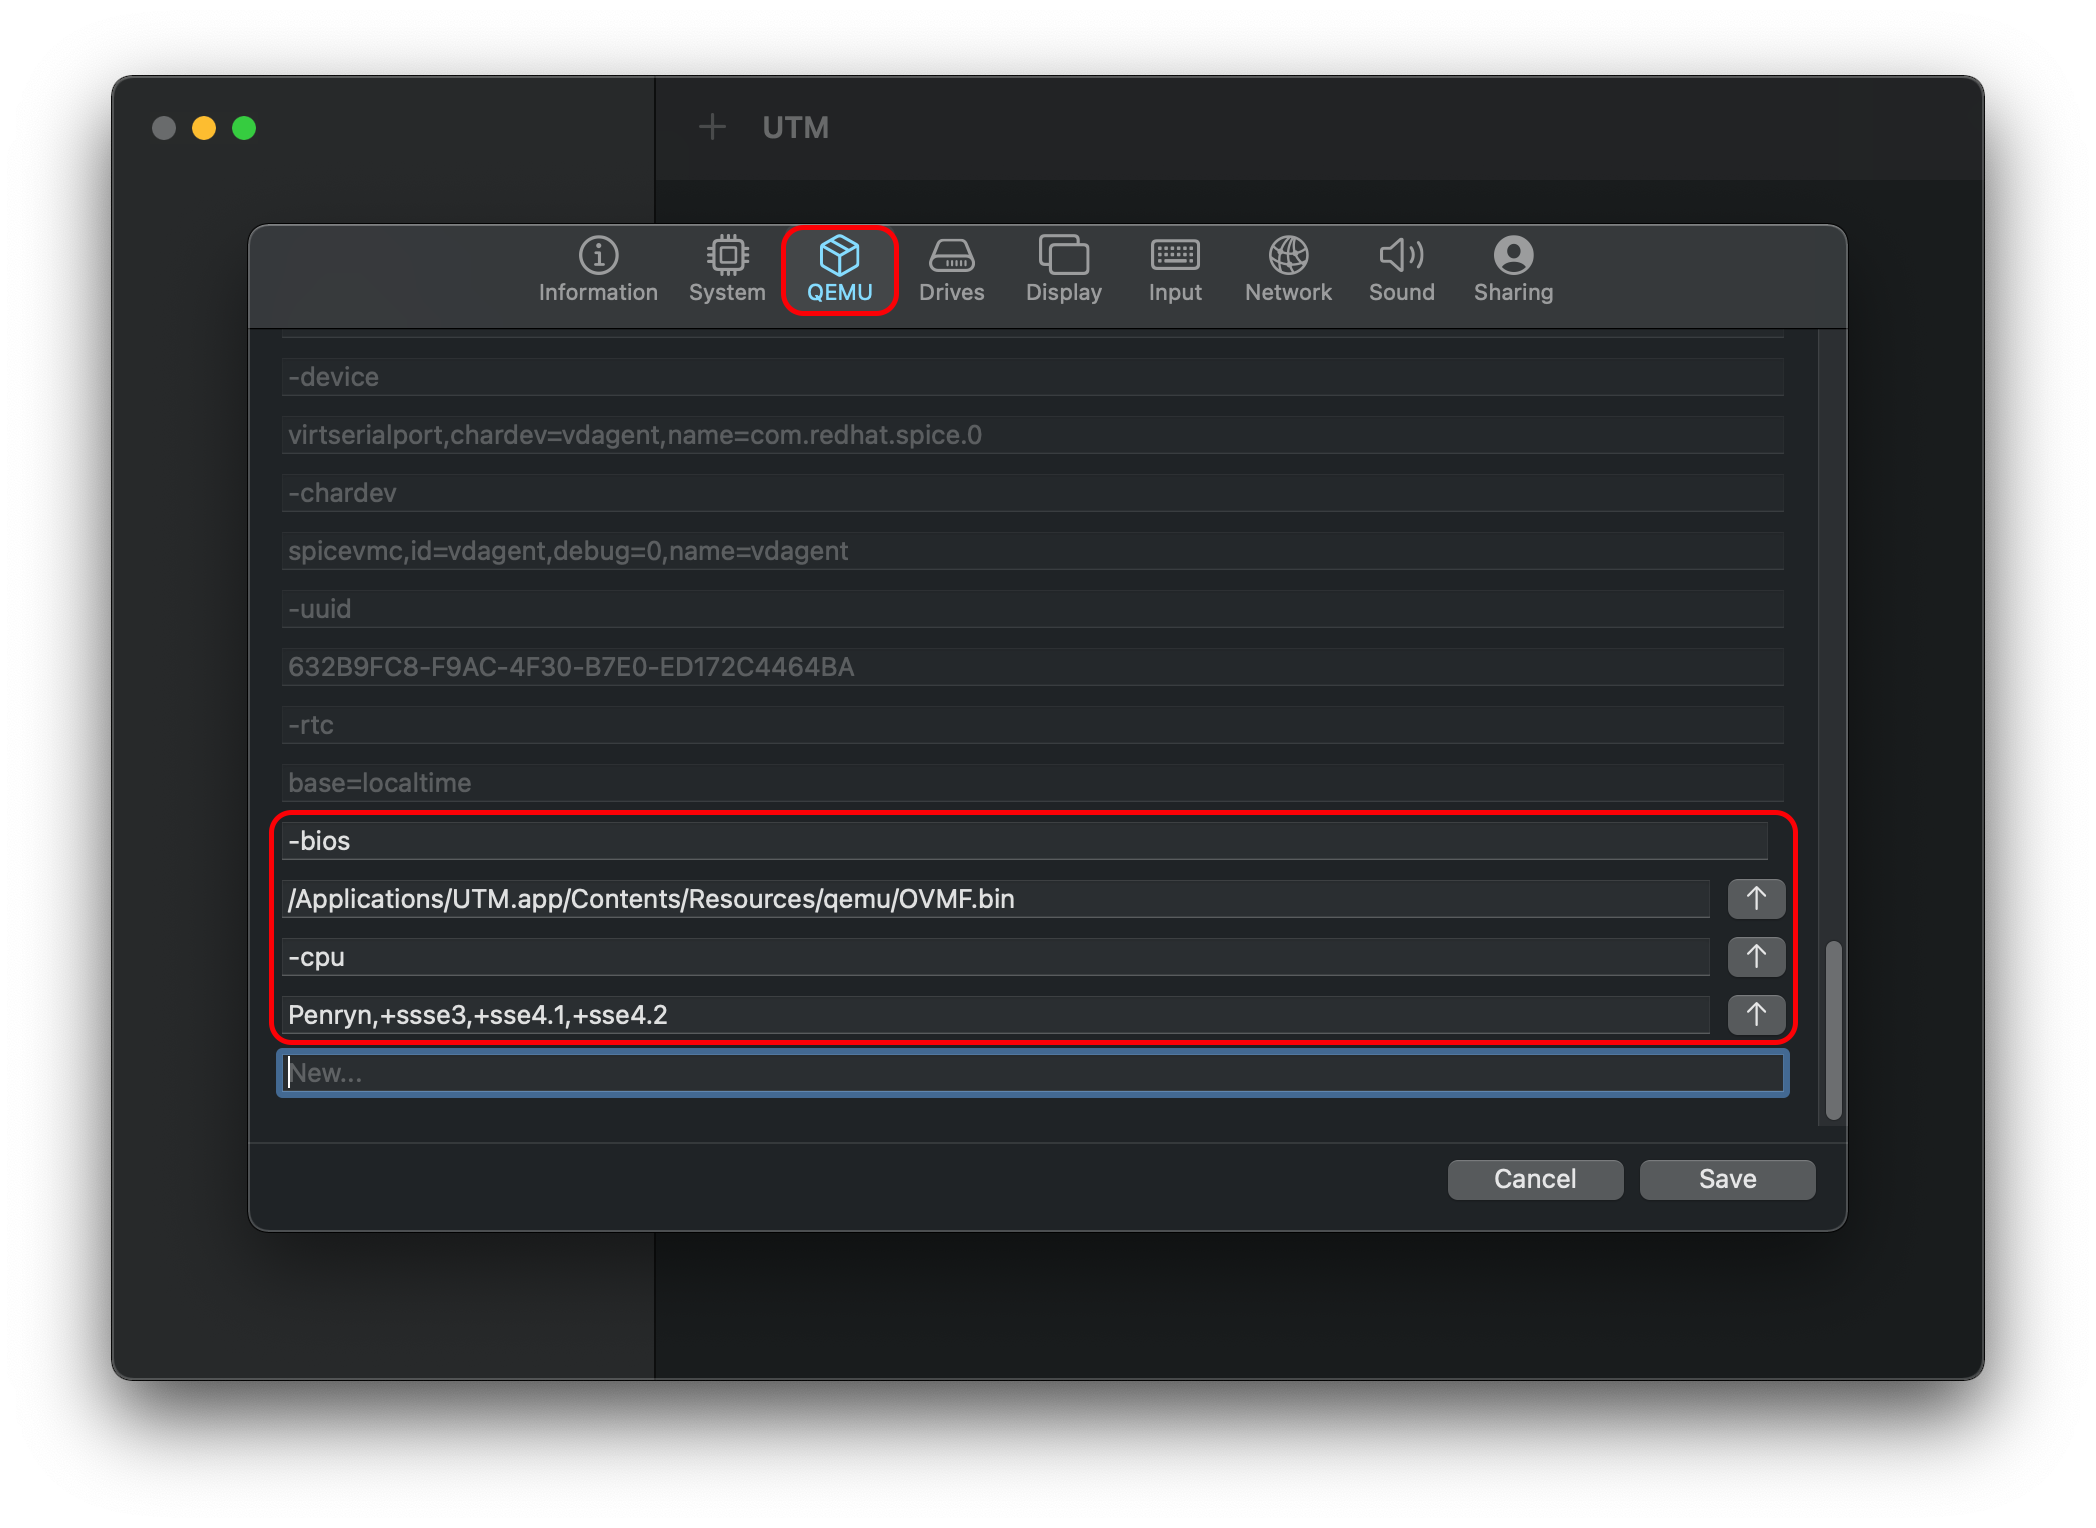 UTM
Information System QEMU Drives Display Input Network Sound Sharing
-device
virtserialport,chardev=vdagent,name=com.redhat.spice.0
-chardev
spicevmc,id=vdagent,debug=0,name=vdagent
-uuid
632B9FC8-F9AC-4F30-B7E0-ED172C4464BA
-rtc
base=localtime
-bios
/Applications/UTM.app/Contents/Resources/qemu/OVMF.bin
-cpu
Penryn,+ssse3,+sse4.1,+sse4.2
New...
Cancel Save